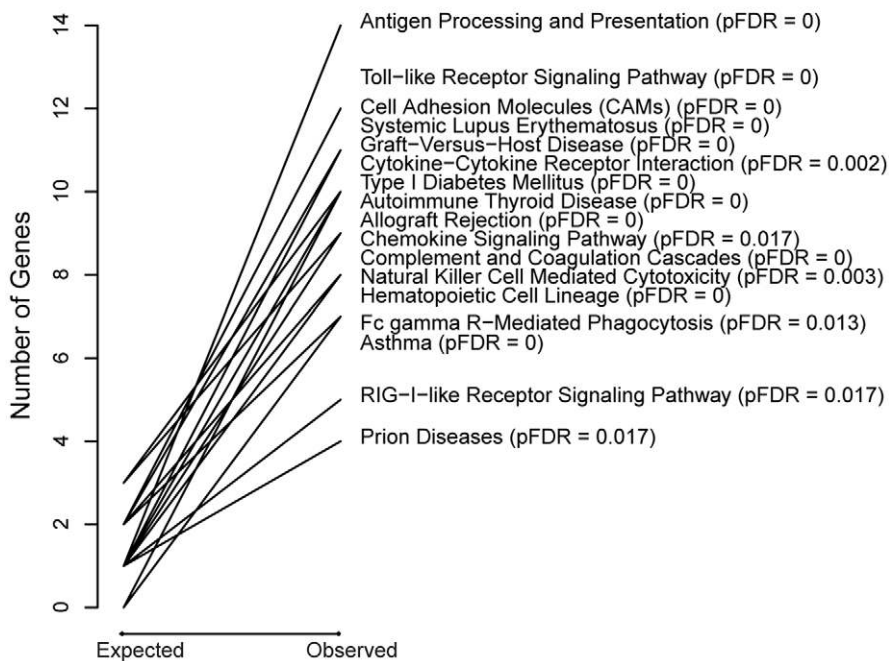 14
12
10
8
6
4
2
0
Number of Genes
Antigen Processing and Presentation (pFDR = 0)
Toll−like Receptor Signaling Pathway (pFDR = 0)
Cell Adhesion Molecules (CAMs) (pFDR = 0)
Systemic Lupus Erythematosus (pFDR = 0)
Graft−Versus−Host Disease (pFDR = 0)
Cytokine−Cytokine Receptor Interaction (pFDR = 0.002)
Type I Diabetes Mellitus (pFDR = 0)
Autoimmune Thyroid Disease (pFDR = 0)
Allograft Rejection (pFDR = 0)
Chemokine Signaling Pathway (pFDR = 0.017)
Complement and Coagulation Cascades (pFDR = 0)
Natural Killer Cell Mediated Cytotoxicity (pFDR = 0.003)
Hematopoietic Cell Lineage (pFDR = 0)
Fc gamma R−Mediated Phagocytosis (pFDR = 0.013)
Asthma (pFDR = 0)
RIG−I−like Receptor Signaling Pathway (pFDR = 0.017)
Prion Diseases (pFDR = 0.017)
Expected
Observed